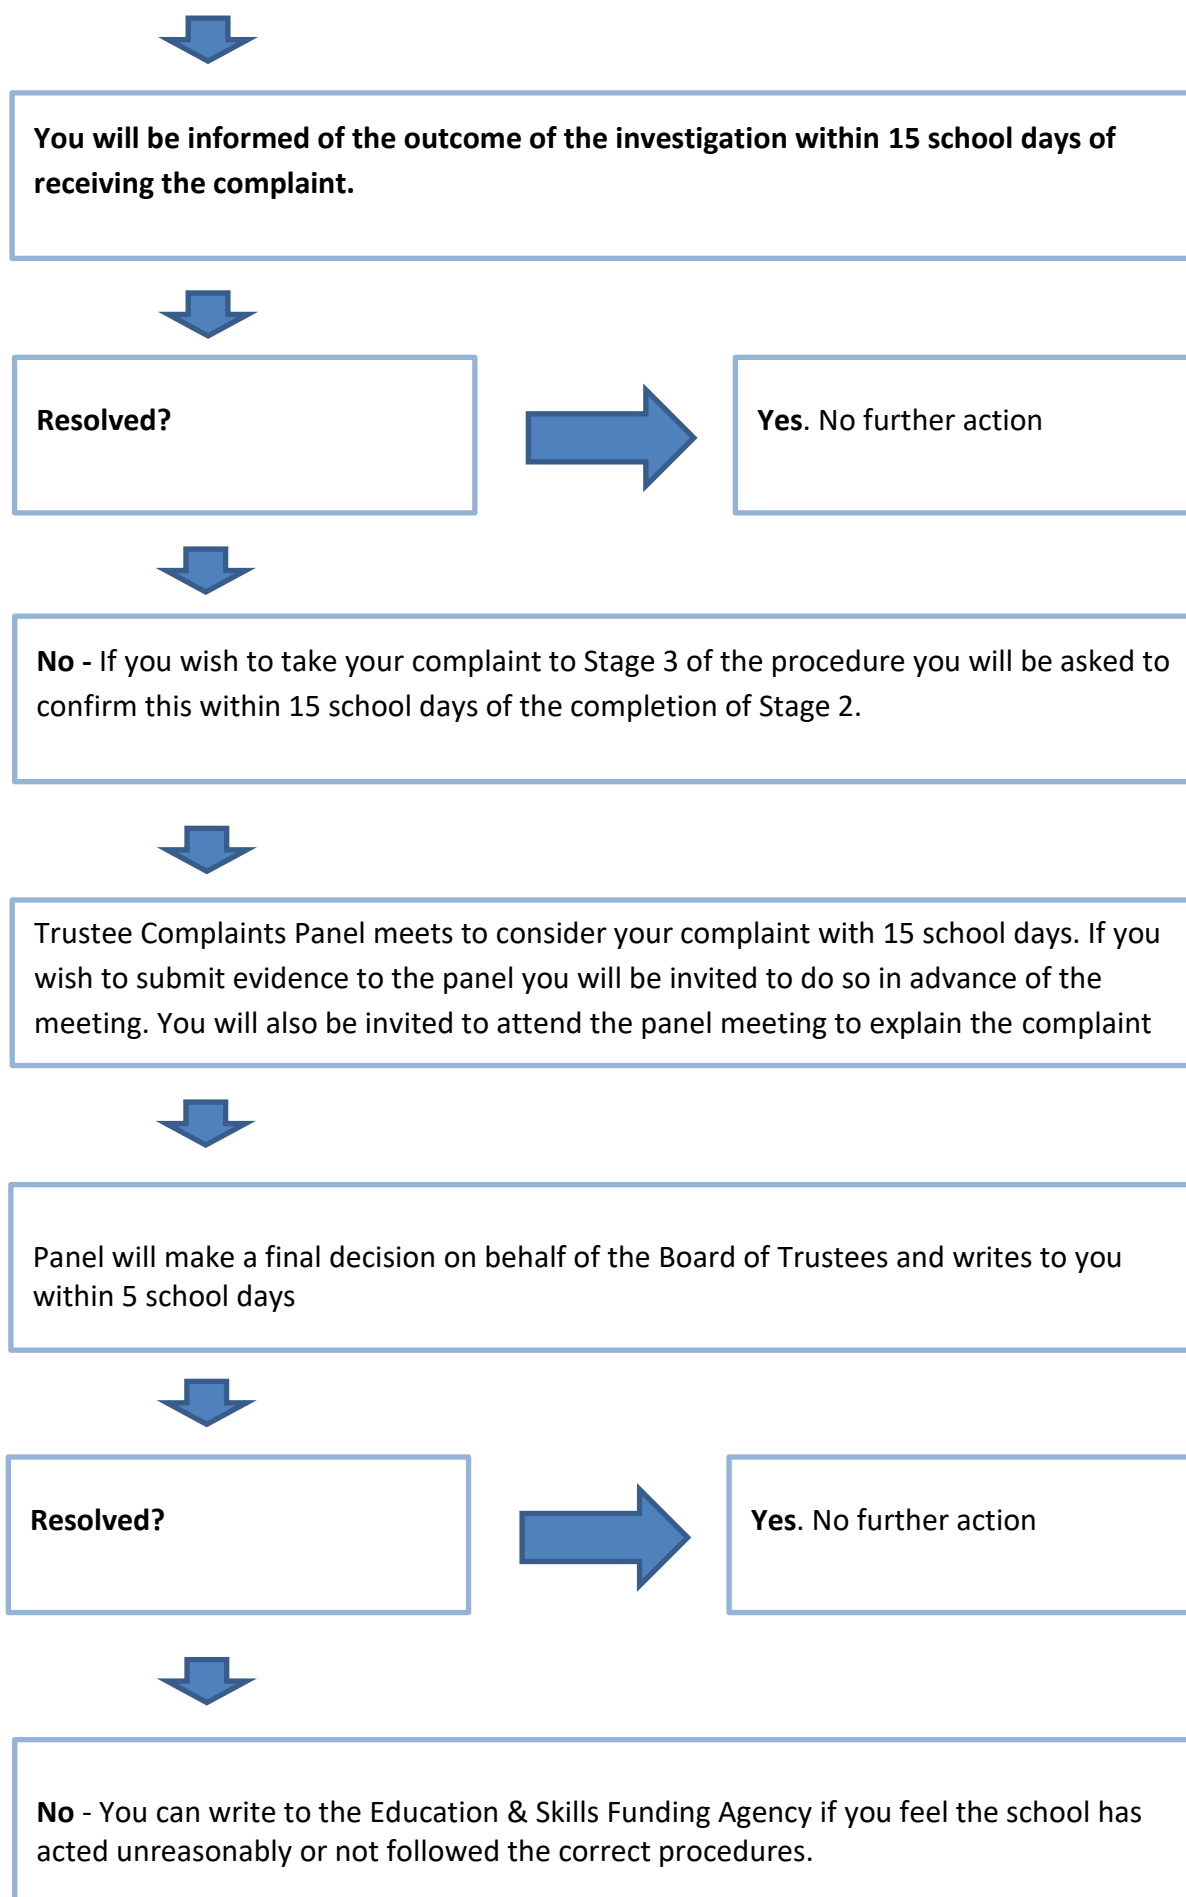 You will be informed of the outcome of the investigation within 15 school days of
receiving the complaint.
Resolved?
Yes. No further action
No - If you wish to take your complaint to Stage 3 of the procedure you will be asked to
confirm this within 15 school days of the completion of Stage 2.
Trustee Complaints Panel meets to consider your complaint with 15 school days. If you
wish to submit evidence to the panel you will be invited to do so in advance of the
meeting. You will also be invited to attend the panel meeting to explain the complaint
Panel will make a final decision on behalf of the Board of Trustees and writes to you
within 5 school days
Resolved?
Yes. No further action
No - You can write to the Education & Skills Funding Agency if you feel the school has
acted unreasonably or not followed the correct procedures.